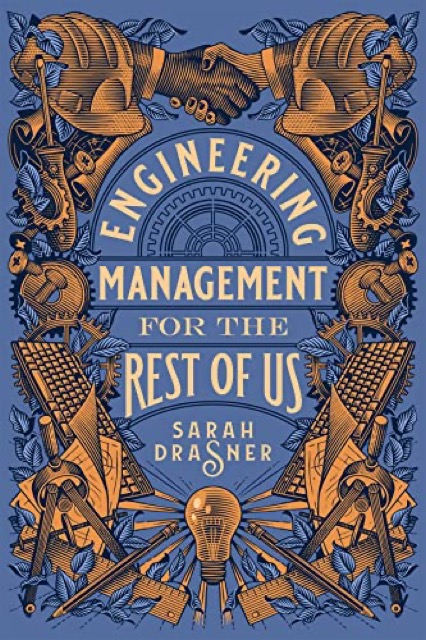 ENGINEERING
MANAGEMENT
FOR THE
REST OF US
SARAH
DRASNER